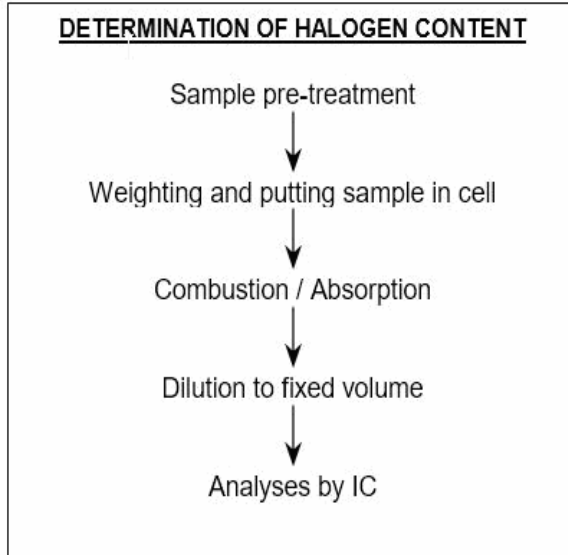 DETERMINATION OF HALOGEN CONTENT
Sample pre-treatment
Weighting and putting sample in cell
Combustion / Absorption
Dilution to fixed volume
Analyses by IC